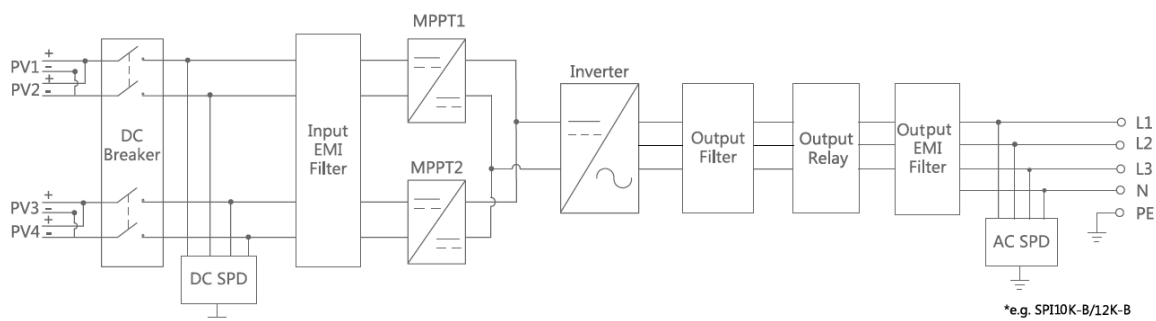 MPPT1
PV1
+
-
+
PV2
-
DC
Breaker
Input
EMI
Filter
Inverter
Output
Filter
Output
Relay
Output
EMI
Filter
L1
L2
L3
N
PE
MPPT2
PV3
+
-
+
PV4
-
DC SPD
AC SPD
*e.g. SPI10K-B/12K-B